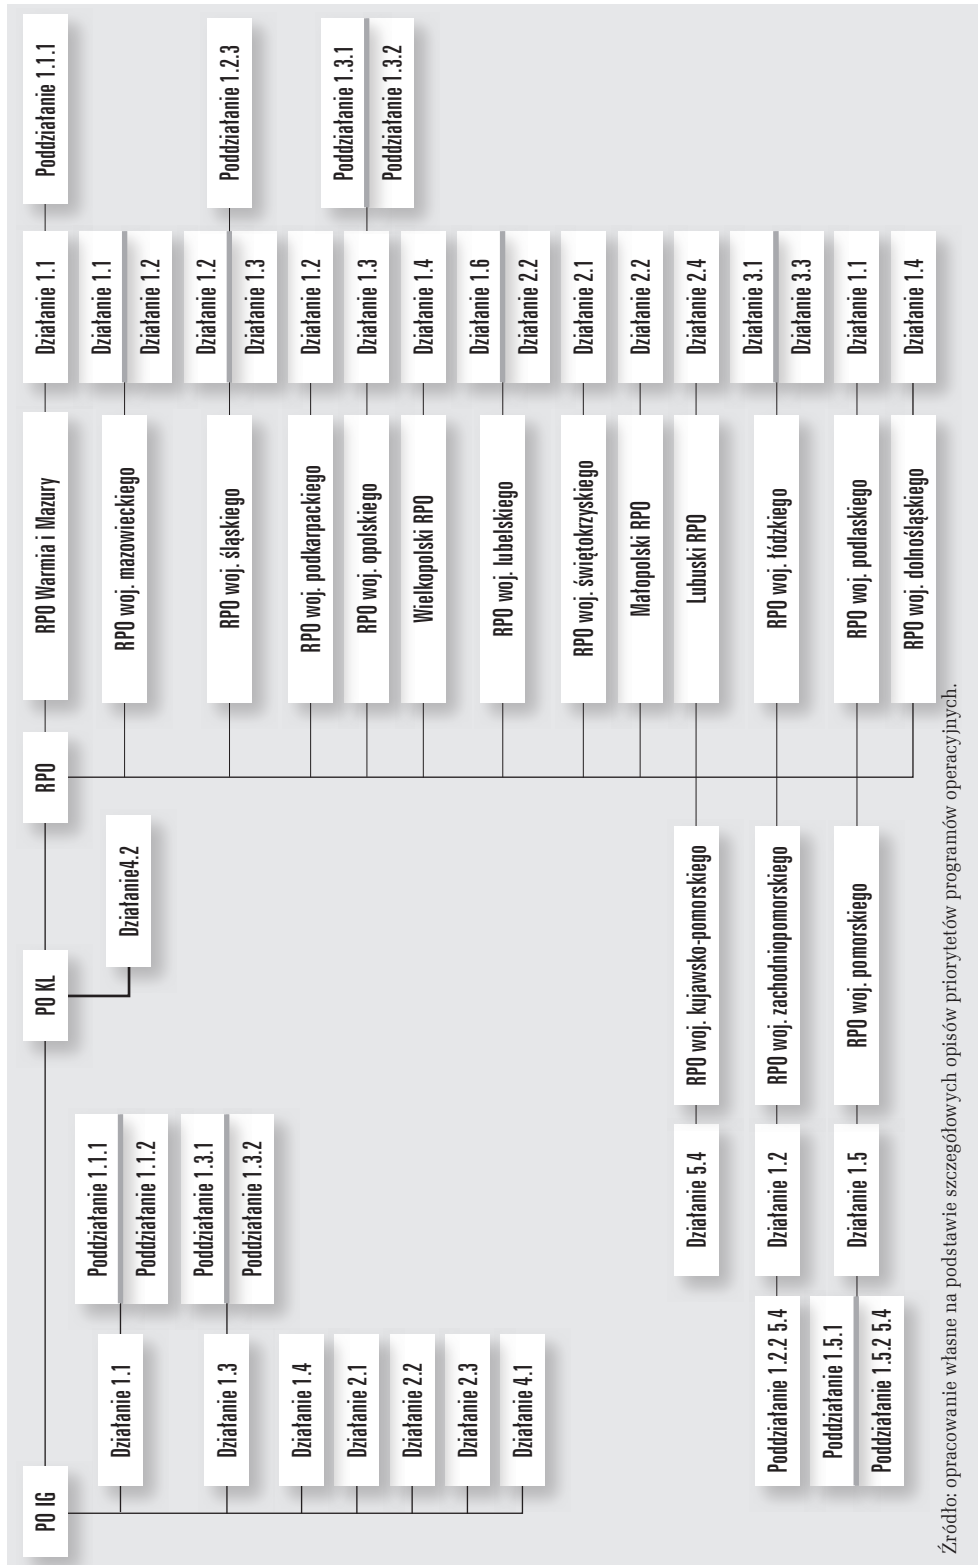 PO IG
PO KL
RPO
Działanie 1.1
Poddziałanie 1.1.1
Poddziałanie 1.1.2
Działanie 1.3
Poddziałanie 1.3.1
Poddziałanie 1.3.2
Działanie 1.4
Działanie 2.1
Działanie 2.2
Działanie 2.3
Działanie 4.1
Działanie4.2
RPO Warmia i Mazury
Działanie 1.1
Poddziałanie 1.1.1
RPO woj. mazowieckiego
Działanie 1.1
Działanie 1.2
RPO woj. śląskiego
Działanie 1.2
Działanie 1.3
Poddziałanie 1.2.3
RPO woj. podkarpackiego
Działanie 1.2
RPO woj. opolskiego
Działanie 1.3
Poddziałanie 1.3.1
Poddziałanie 1.3.2
Wielkopolski RPO
Działanie 1.4
RPO woj. lubelskiego
Działanie 1.6
Działanie 2.2
RPO woj. świętokrzyskiego
Działanie 2.1
Małopolski RPO
Działanie 2.2
Lubuski RPO
Działanie 2.4
RPO woj. łódzkiego
Działanie 3.1
Działanie 3.3
RPO woj. podlaskiego
Działanie 1.1
RPO woj. dolnośląskiego
Działanie 1.4
RPO woj. kujawsko-pomorskiego
Działanie 5.4
RPO woj. zachodniopomorskiego
Działanie 1.2
Poddziałanie 1.2.2 5.4
RPO woj. pomorskiego
Działanie 1.5
Poddziałanie 1.5.1
Poddziałanie 1.5.2 5.4
Źródło: opracowanie własne na podstawie szczegółowych opisów priorytetów programów operacyjnych.